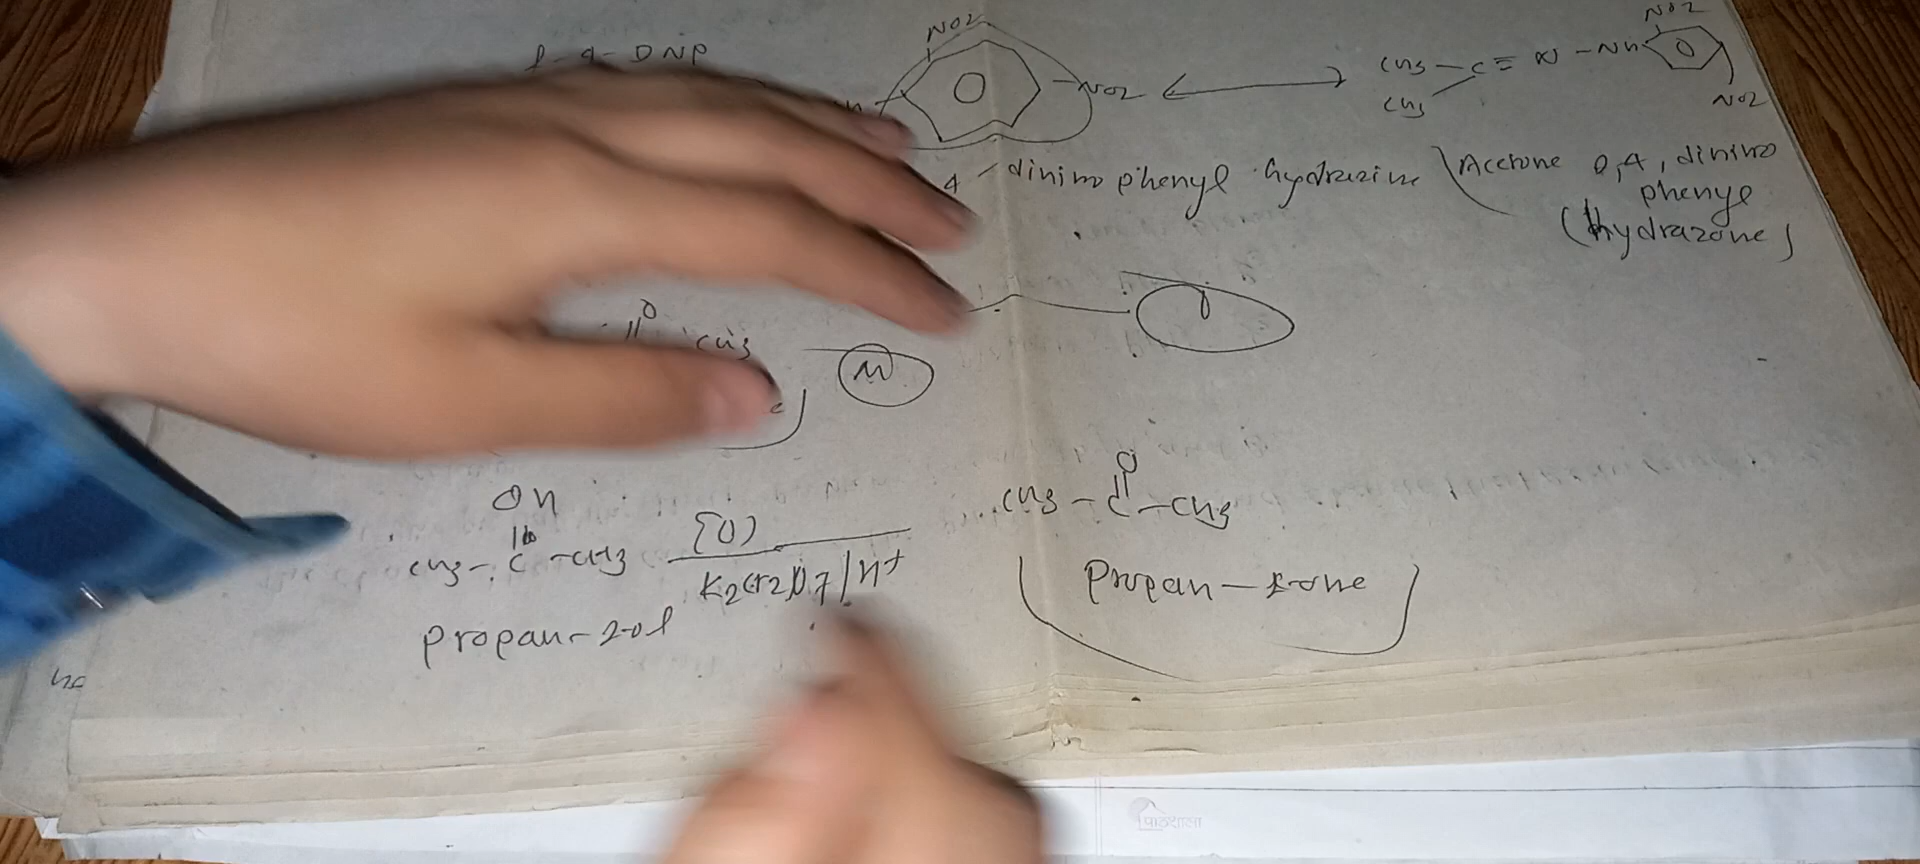 NO2
NO2
2-4-DNP
O
NO2
CH3-C=N-NH
O
CH3
NO2
4-dinitro phenyl hydrazine
Acetone 2,4, dinitro
phenyl
(hydrazone)
O
||
CH3
M
O
||
CH3-C-CH3
OH
CH3-C-CH3
[O]
K2Cr2O7/H+
Propan-2-one
propan-2-ol
पाठशाला